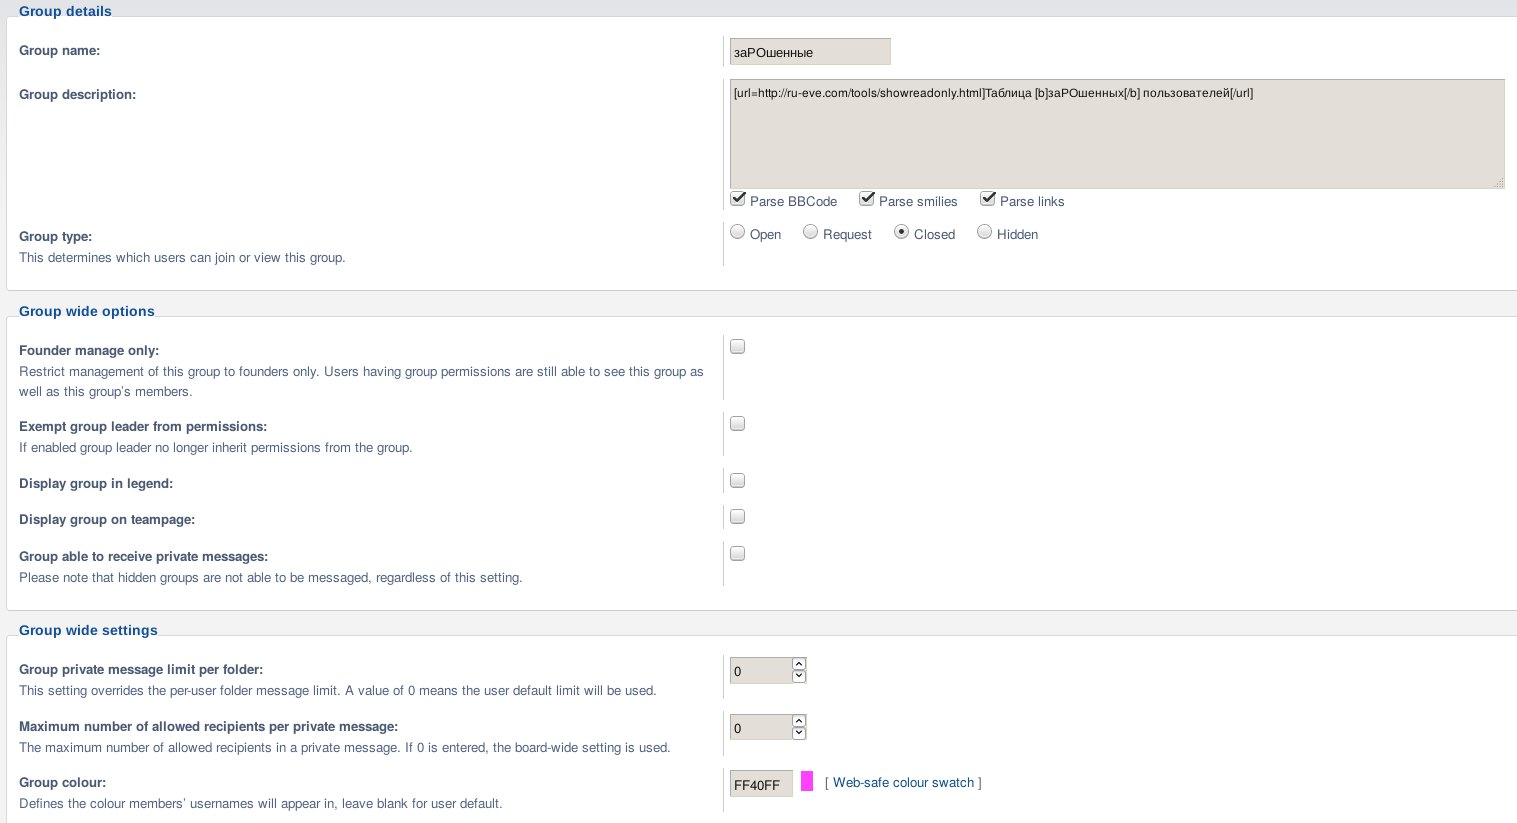 Group details
Group name:
заРОшенные
Group description:
[url=http://ru-eve.com/tools/showreadonly.html]Таблица [b]заРОшенных[/b] пользователей[/url]
Parse BBCode Parse smilies Parse links
Group type:
Open Request Closed Hidden
This determines which users can join or view this group.
Group wide options
Founder manage only:
Restrict management of this group to founders only. Users having group permissions are still able to see this group as
well as this group's members.
Exempt group leader from permissions:
If enabled group leader no longer inherit permissions from the group.
Display group in legend:
Display group on teampage:
Group able to receive private messages:
Please note that hidden groups are not able to be messaged, regardless of this setting.
Group wide settings
Group private message limit per folder:
0
This setting overrides the per-user folder message limit. A value of 0 means the user default limit will be used.
Maximum number of allowed recipients per private message:
0
The maximum number of allowed recipients in a private message. If 0 is entered, the board-wide setting is used.
Group colour:
FF40FF [ Web-safe colour swatch ]
Defines the colour members' usernames will appear in, leave blank for user default.